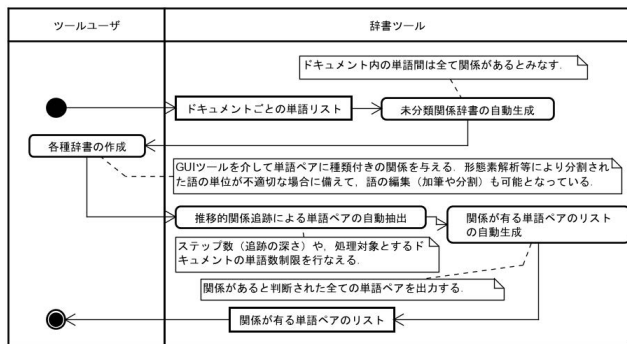 ツールユーザ
辞書ツール
ドキュメント内の単語間は全て関係があるとみなす.
ドキュメントごとの単語リスト
未分類関係辞書の自動生成
各種辞書の作成
GUIツールを介して単語ペアに種類付きの関係を与える. 形態素解析等により分割され
た語の単位が不適切な場合に備えて, 語の編集（加筆や分割）も可能となっている.
推移的関係追跡による単語ペアの自動抽出
関係が有る単語ペアのリスト
の自動生成
ステップ数（追跡の深さ）や, 処理対象とするド
キュメントの単語数制限を行なえる.
関係があると判断された全ての単語ペアを出力する.
関係が有る単語ペアのリスト